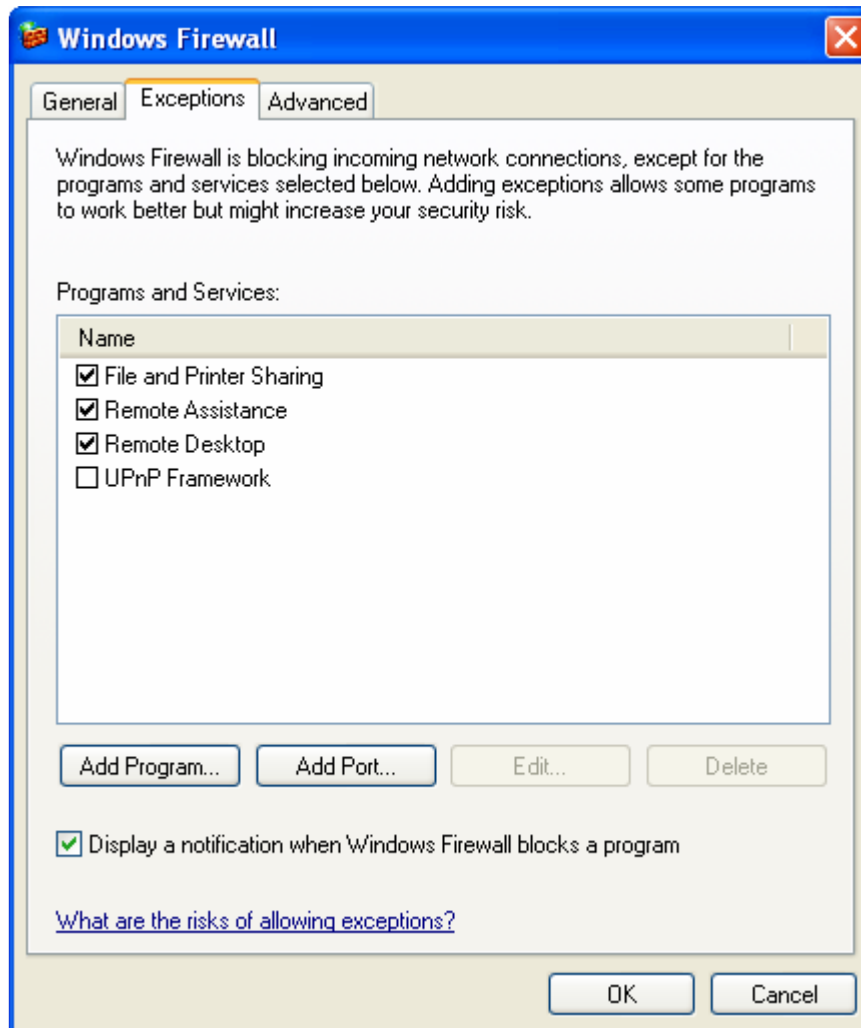 Windows Firewall
General Exceptions Advanced
Windows Firewall is blocking incoming network connections, except for the
programs and services selected below. Adding exceptions allows some programs
to work better but might increase your security risk.
Programs and Services:
Name
File and Printer Sharing
Remote Assistance
Remote Desktop
UPnP Framework
Add Program... Add Port... Edit... Delete
Display a notification when Windows Firewall blocks a program
What are the risks of allowing exceptions?
OK Cancel